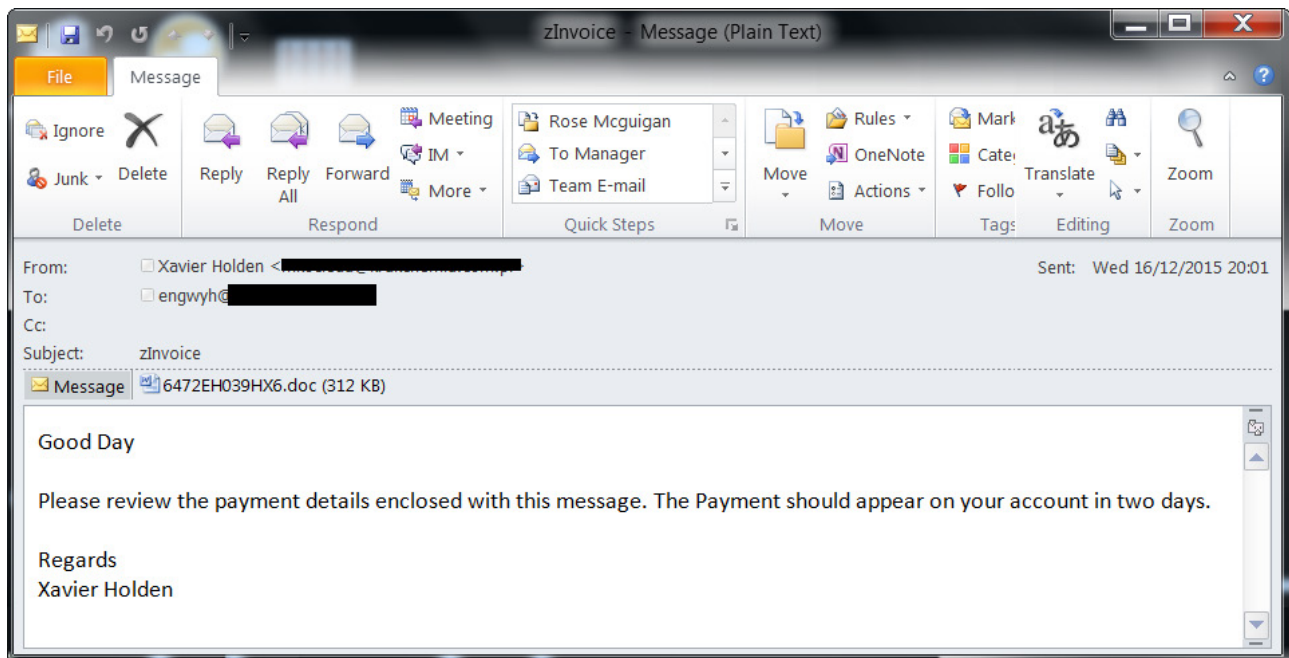 zInvoice - Message (Plain Text)
File Message
Ignore
Junk
Delete
Reply
Reply All
Forward
Meeting
IM
More
Rose Mcguigan
To Manager
Team E-mail
Move
Rules
OneNote
Actions
Mark
Follo
Translate
Zoom
Delete Respond Quick Steps Move Tags Editing Zoom
From: Xavier Holden < Sent: Wed 16/12/2015 20:01
To: engwyh@
Cc:
Subject: zInvoice
Message 6472EH039HX6.doc (312 KB)
Good Day
Please review the payment details enclosed with this message. The Payment should appear on your account in two days.
Regards
Xavier Holden